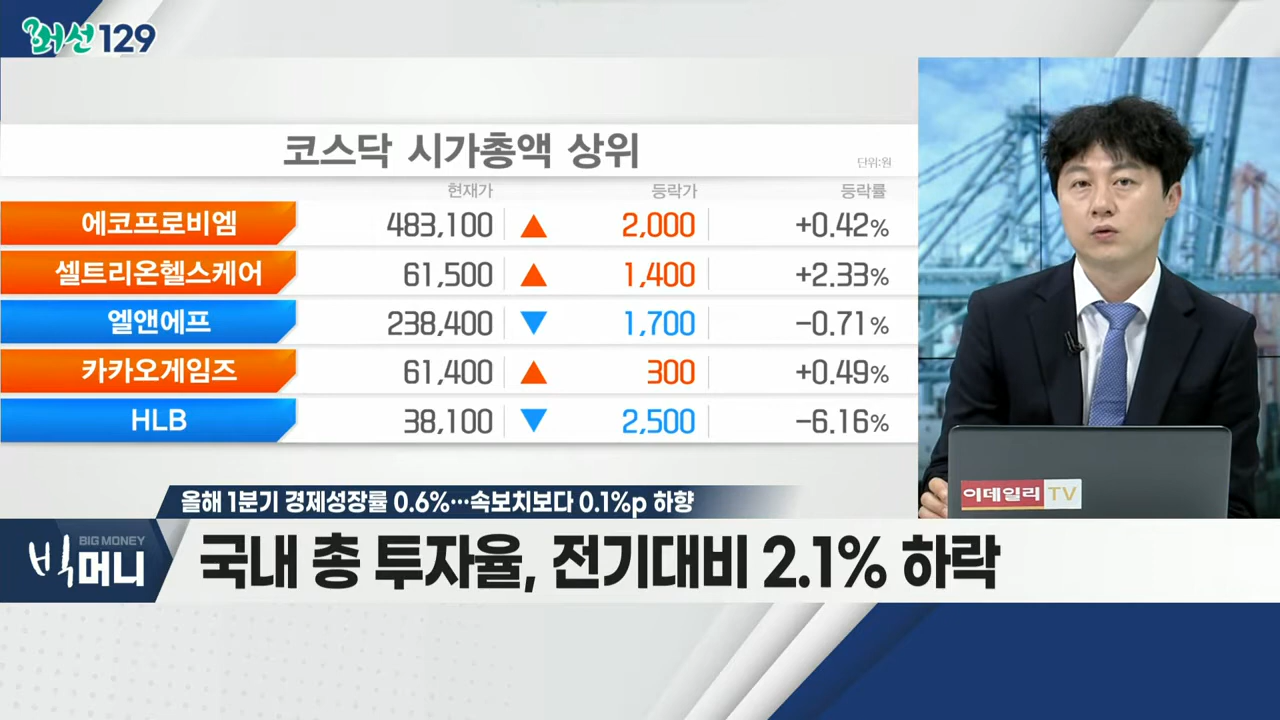 머선129
코스닥 시가총액 상위
단위:원
현재가 등락가 등락률
에코프로비엠 483,100 ▲ 2,000 +0.42%
셀트리온헬스케어 61,500 ▲ 1,400 +2.33%
엘앤에프 238,400 ▼ 1,700 -0.71%
카카오게임즈 61,400 ▲ 300 +0.49%
HLB 38,100 ▼ 2,500 -6.16%
이데일리 TV
올해 1분기 경제성장률 0.6%…속보치보다 0.1%p 하향
BIG MONEY
빅머니
국내 총 투자율, 전기대비 2.1% 하락